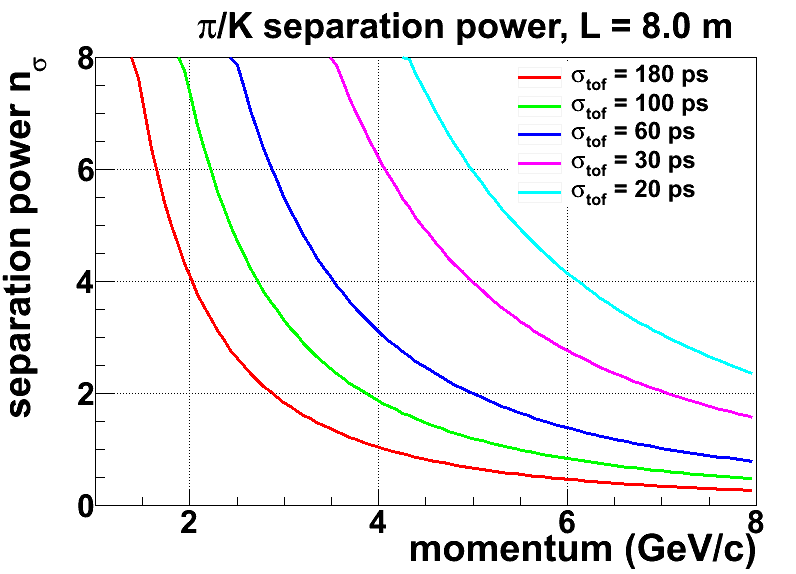 π/K separation power, L = 8.0 m
separation power nσ
8
6
4
2
0
σtof = 180 ps
σtof = 100 ps
σtof = 60 ps
σtof = 30 ps
σtof = 20 ps
2 4 6 8
momentum (GeV/c)